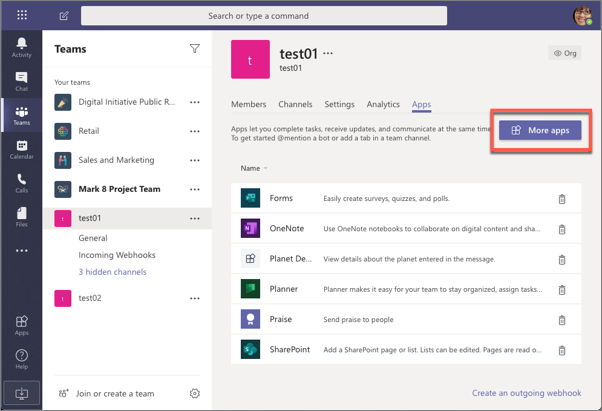 Search or type a command
Activity
Chat
Teams
Calendar
Calls
Files
Apps
Help
Teams
Your teams
Digital Initiative Public R...
Retail
Sales and Marketing
Mark 8 Project Team
t test01
General
Incoming Webhooks
3 hidden channels
t test02
Join or create a team
t
test01
test01
Org
Members Channels Settings Analytics Apps
Apps let you complete tasks, receive updates, and communicate at the same time
To get started @mention a bot or add a tab in a team channel.
More apps
Name
Forms Easily create surveys, quizzes, and polls.
OneNote Use OneNote notebooks to collaborate on digital content and sha...
Planet De... View details about the planet entered in the message.
Planner Planner makes it easy for your team to stay organized, assign tasks...
Praise Send praise to people
SharePoint Add a SharePoint page or list. Lists can be edited. Pages are read o...
Create an outgoing webhook